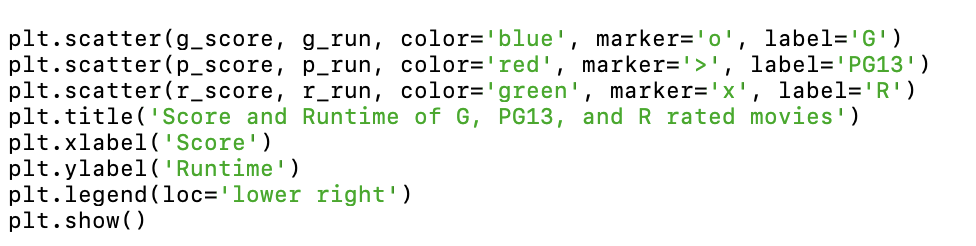 plt.scatter(g_score, g_run, color='blue', marker='o', label='G')
plt.scatter(p_score, p_run, color='red', marker='>', label='PG13')
plt.scatter(r_score, r_run, color='green', marker='x', label='R')
plt.title('Score and Runtime of G, PG13, and R rated movies')
plt.xlabel('Score')
plt.ylabel('Runtime')
plt.legend(loc='lower right')
plt.show()